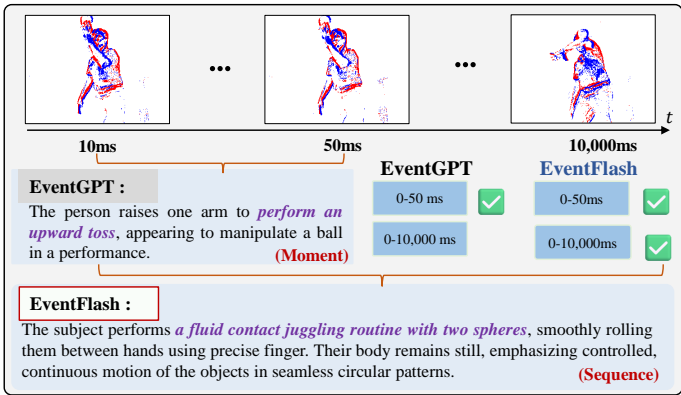 ... ...
t
10ms 50ms 10,000ms
EventGPT EventFlash
EventGPT :
The person raises one arm to perform an
upward toss, appearing to manipulate a ball
in a performance. (Moment)
0-50 ms 0-50ms
0-10,000 ms 0-10,000ms
EventFlash :
The subject performs a fluid contact juggling routine with two spheres, smoothly rolling
them between hands using precise finger. Their body remains still, emphasizing controlled,
continuous motion of the objects in seamless circular patterns. (Sequence)